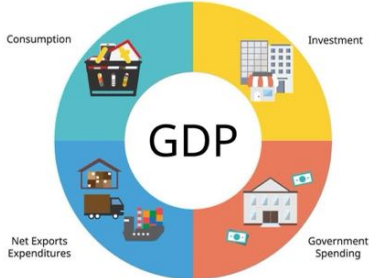 Consumption
Investment
GDP
Net Exports
Expenditures
Government
Spending